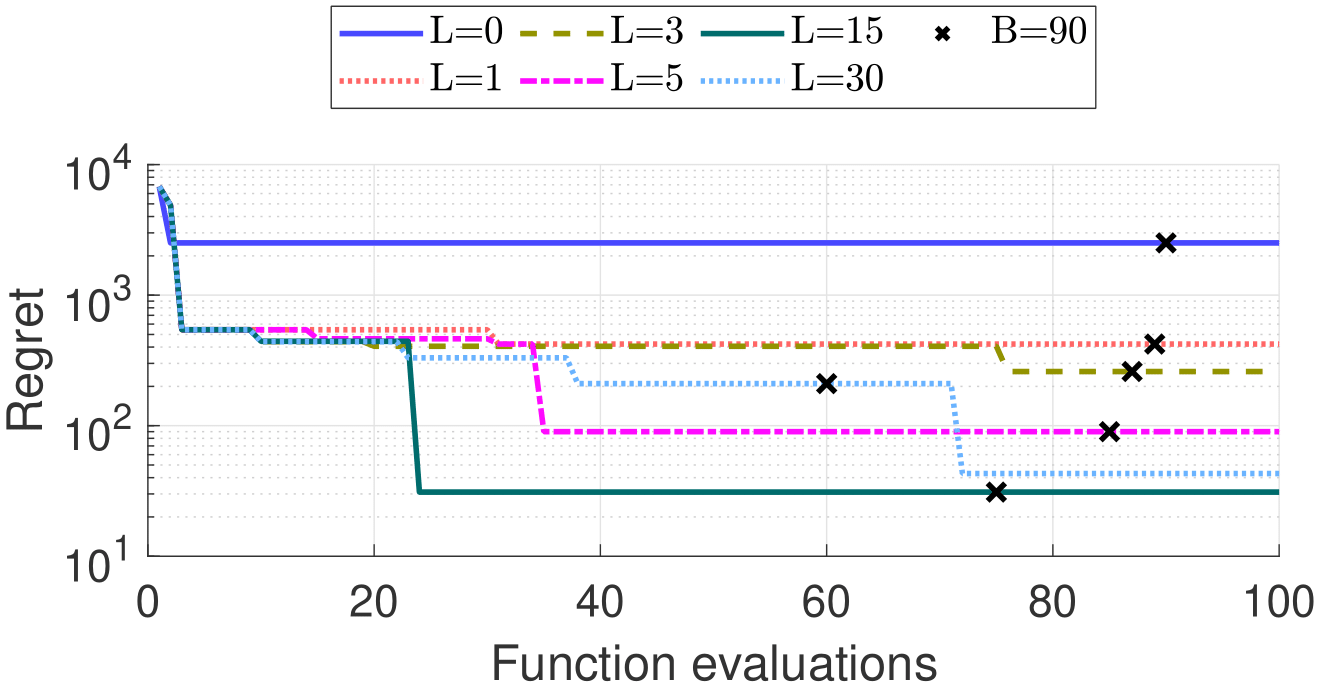 L=0 L=3 L=15 B=90
L=1 L=5 L=30
10^4
10^3
10^2
10^1
Regret
0 20 40 60 80 100
Function evaluations